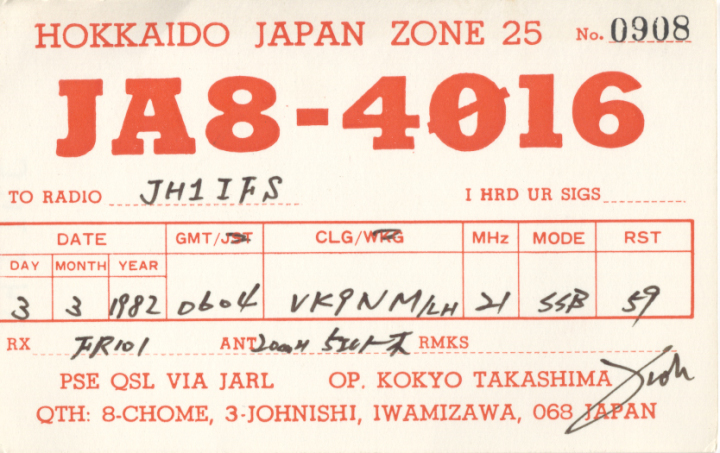 HOKKAIDO JAPAN ZONE 25 No. 0908
JA8-4016
TO RADIO JH1IFS I HRD UR SIGS
DATE GMT/JST CLG/WKG MHz MODE RST
DAY MONTH YEAR
3 3 1982 0604 VK9NM/LH 21 SSB 59
RX FR101 ANT RMKS
PSE QSL VIA JARL OP. KOKYO TAKASHIMA
QTH: 8-CHOME, 3-JOHNISHI, IWAMIZAWA, 068 JAPAN